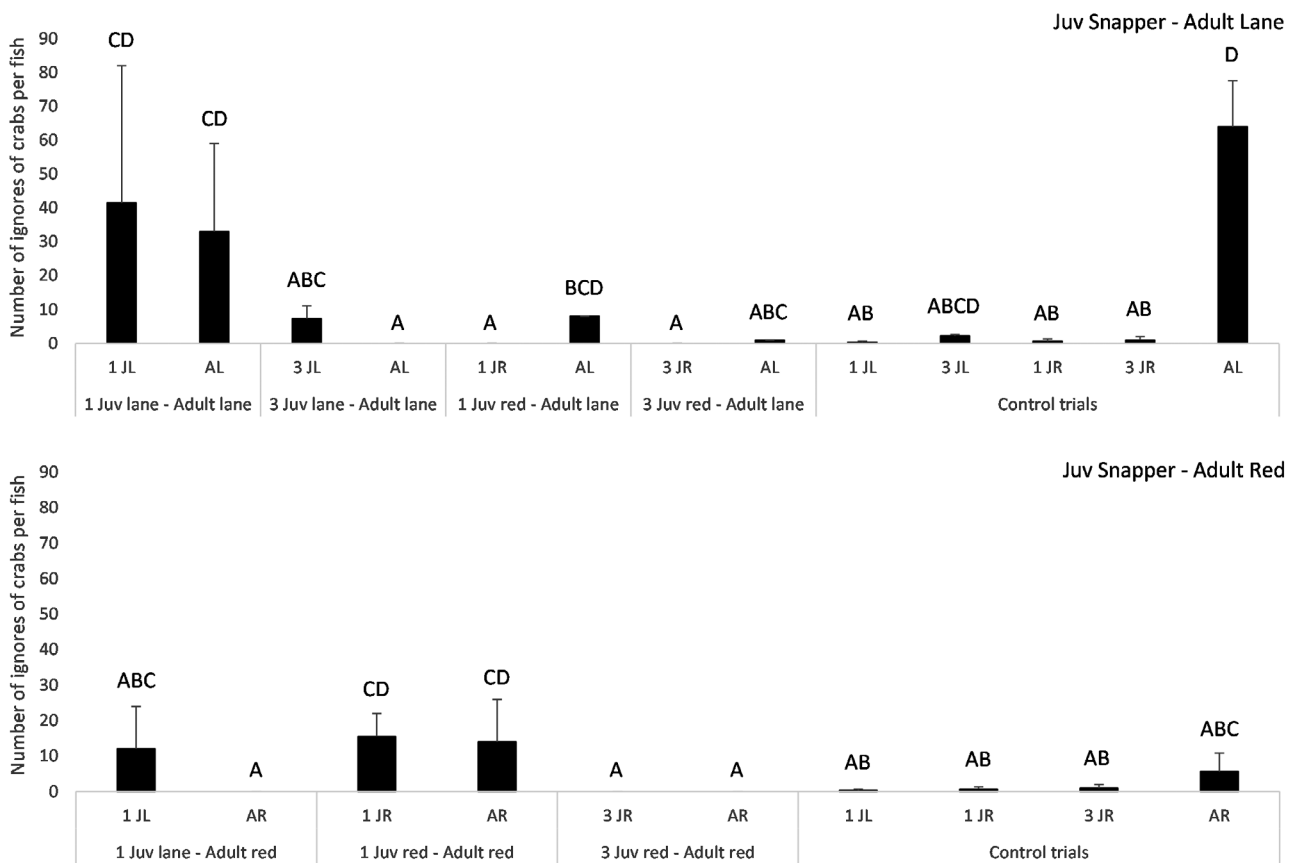 Juv Snapper - Adult Lane
Number of ignores of crabs per fish
90
80
70
60
50
40
30
20
10
0
CD CD ABC A A BCD A ABC AB ABCD AB AB D
1 JL AL 3 JL AL 1 JR AL 3 JR AL 1 JL 3 JL 1 JR 3 JR AL
1 Juv lane - Adult lane 3 Juv lane - Adult lane 1 Juv red - Adult lane 3 Juv red - Adult lane Control trials
Juv Snapper - Adult Red
Number of ignores of crabs per fish
90
80
70
60
50
40
30
20
10
0
ABC A CD CD A A AB AB AB ABC
1 JL AR 1 JR AR 3 JR AR 1 JL 1 JR 3 JR AR
1 Juv lane - Adult red 1 Juv red - Adult red 3 Juv red - Adult red Control trials